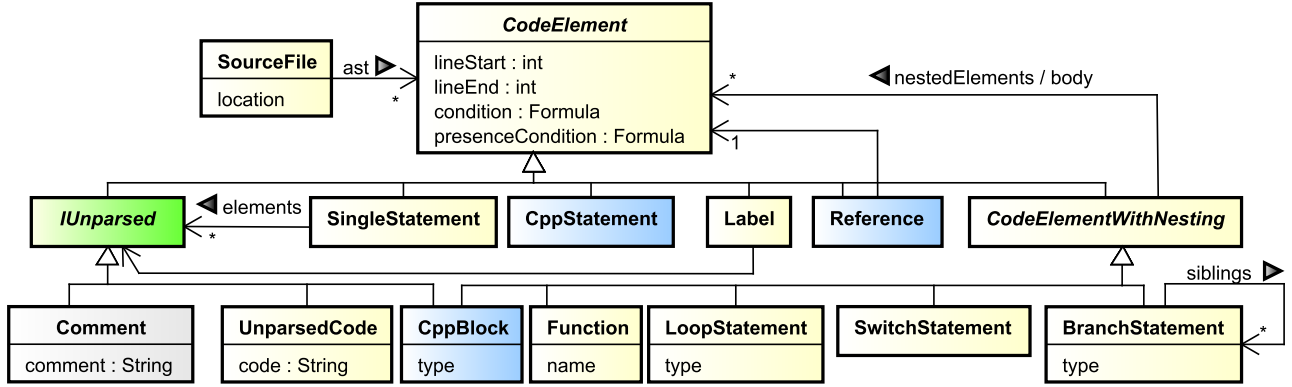 CodeElement
lineStart : int
lineEnd : int
condition : Formula
presenceCondition : Formula
SourceFile
location
ast
*
*
nestedElements / body
1
IUnparsed
elements
*
SingleStatement
CppStatement
Label
Reference
CodeElementWithNesting
siblings
*
Comment
comment : String
UnparsedCode
code : String
CppBlock
type
Function
name
LoopStatement
type
SwitchStatement
BranchStatement
type